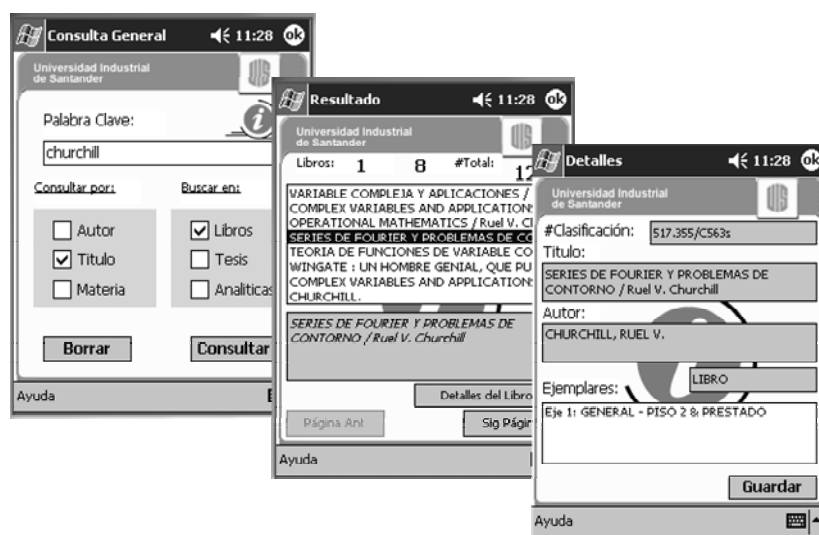 Consulta General
11:28
ok
Universidad Industrial
de Santander
UIS
Palabra Clave:
churchill
Consultar por:
Buscar en:
Autor
Libros
Titulo
Tesis
Materia
Analiticas
Borrar
Consultar
Ayuda
Resultado
11:28
ok
Universidad Industrial
de Santander
UIS
Libros:
1
8
#Total:
VARIABLE COMPLEJA Y APLICACIONES /
COMPLEX VARIABLES AND APPLICATION
OPERATIONAL MATHEMATICS / Ruel V.
SERIES DE FOURIER Y PROBLEMAS DE
TEORIA DE FUNCIONES DE VARIABLE
WINGATE : UN HOMBRE GENIAL, QUE
COMPLEX VARIABLES AND APPLICATION
CHURCHILL.
SERIES DE FOURIER Y PROBLEMAS DE
CONTORNO / Ruel V. Churchill
Detalles del Libro
Página Ant
Sig
Ayuda
Detalles
11:28
ok
Universidad Industrial
de Santander
UIS
#Clasificación:
517.355/C563s
Titulo:
SERIES DE FOURIER Y PROBLEMAS DE
CONTORNO / Ruel V. Churchill
Autor:
CHURCHILL, RUEL V.
Ejemplares:
LIBRO
Eje 1: GENERAL - PISO 2 & PRESTADO
Guardar
Ayuda